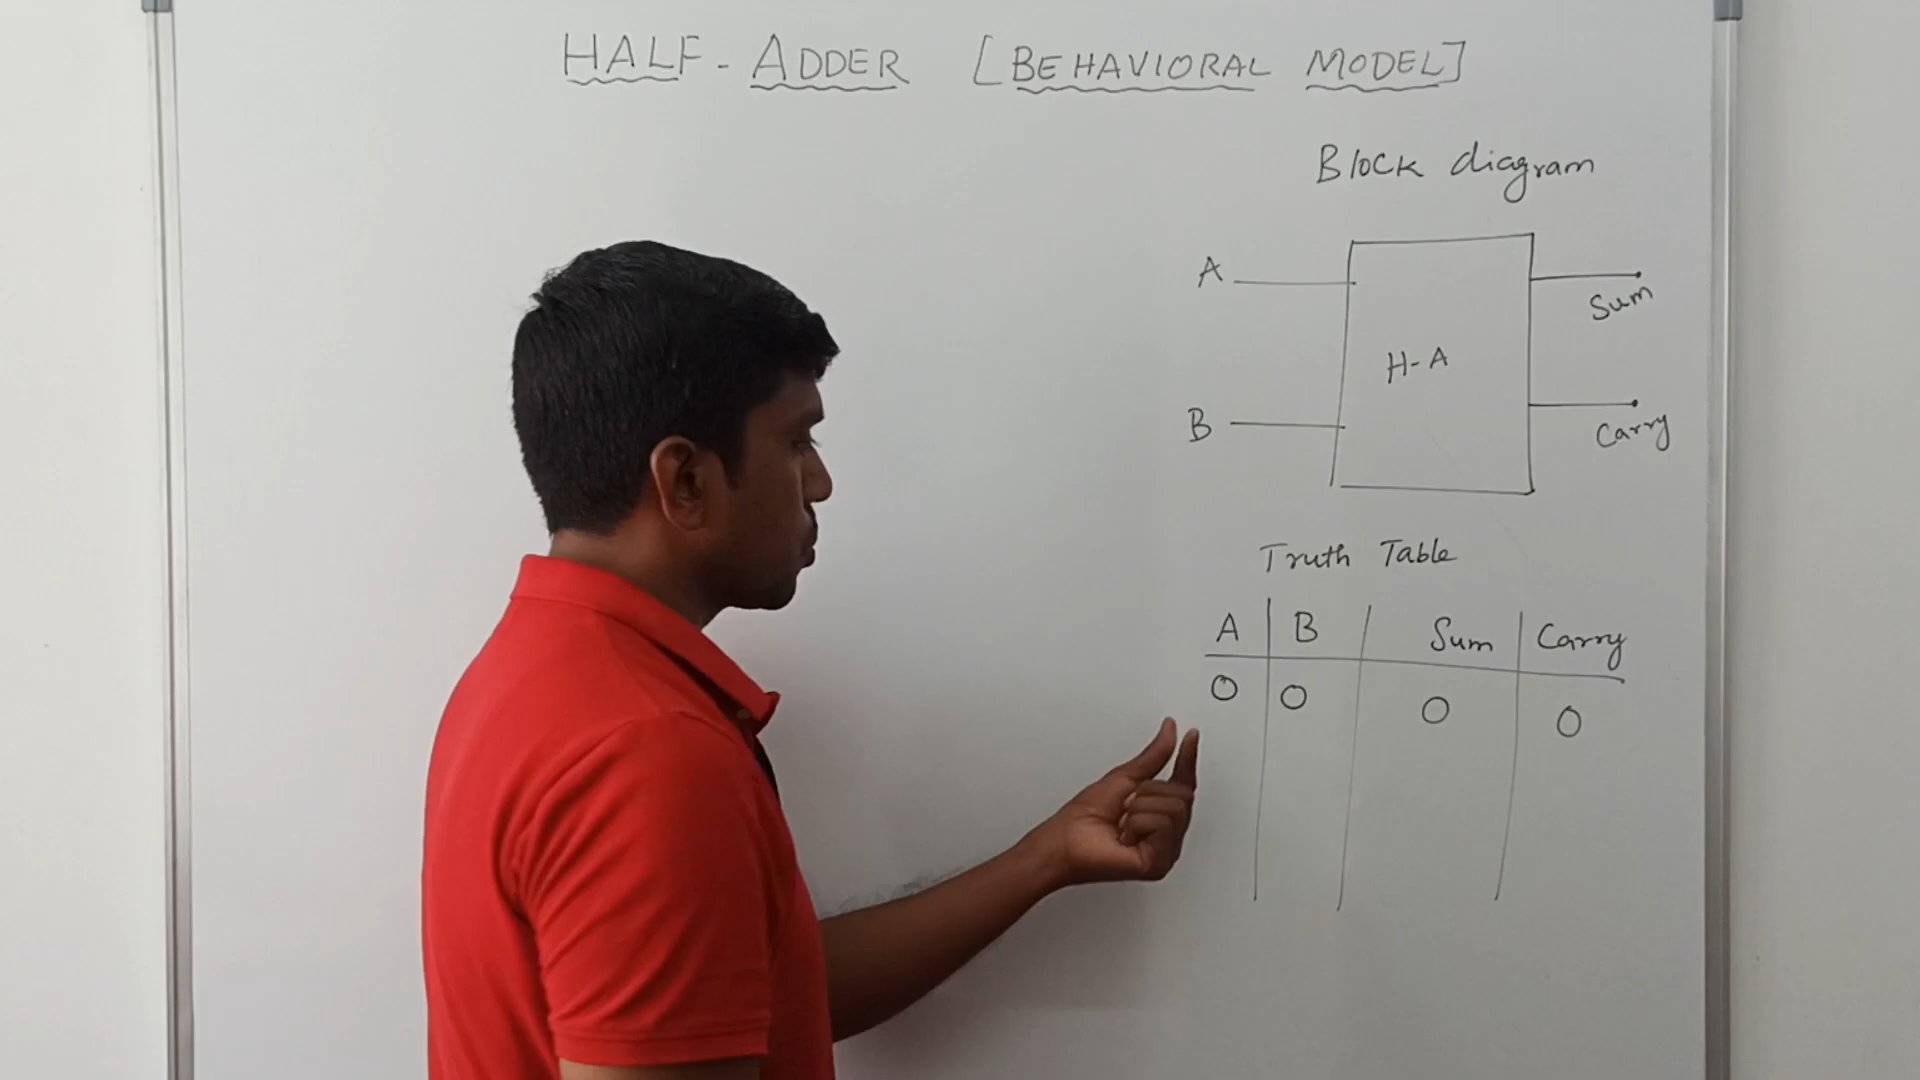 HALF-ADDER [BEHAVIORAL MODEL]
Block diagram
A
Sum
H-A
B
Carry
Truth Table
A B Sum Carry
0 0 0 0